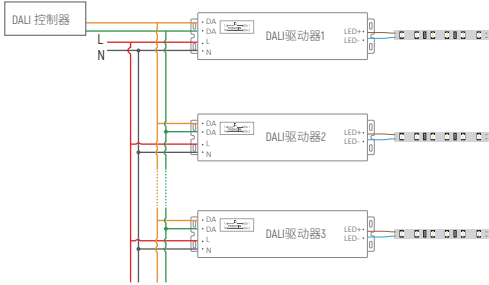 DALI 控制器
L
N
DA
DA
L
N
DALI驱动器1
LED+
LED-
DA
DA
L
N
DALI驱动器2
LED+
LED-
DA
DA
L
N
DALI驱动器3
LED+
LED-